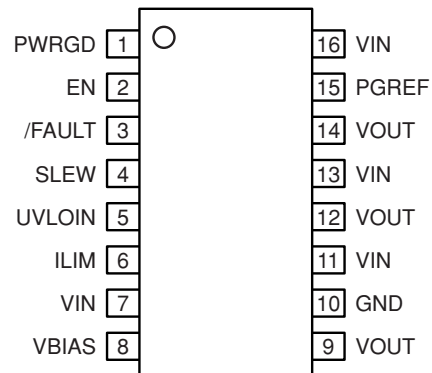 PWRGD 1 16 VIN
EN 2 15 PGREF
/FAULT 3 14 VOUT
SLEW 4 13 VIN
UVLOIN 5 12 VOUT
ILIM 6 11 VIN
VIN 7 10 GND
VBIAS 8 9 VOUT